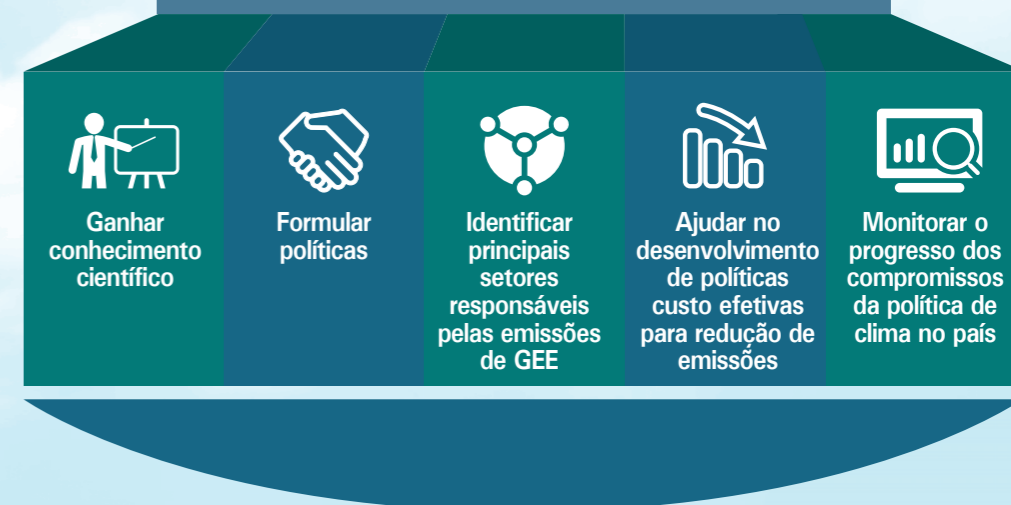 Ganhar
conhecimento
científico
Formular
políticas
Identificar
principais
setores
responsáveis
pelas emissões
de GEE
Ajudar no
desenvolvimento
de políticas
custo efetivas
para redução de
emissões
Monitorar o
progresso dos
compromissos
da política de
clima no país